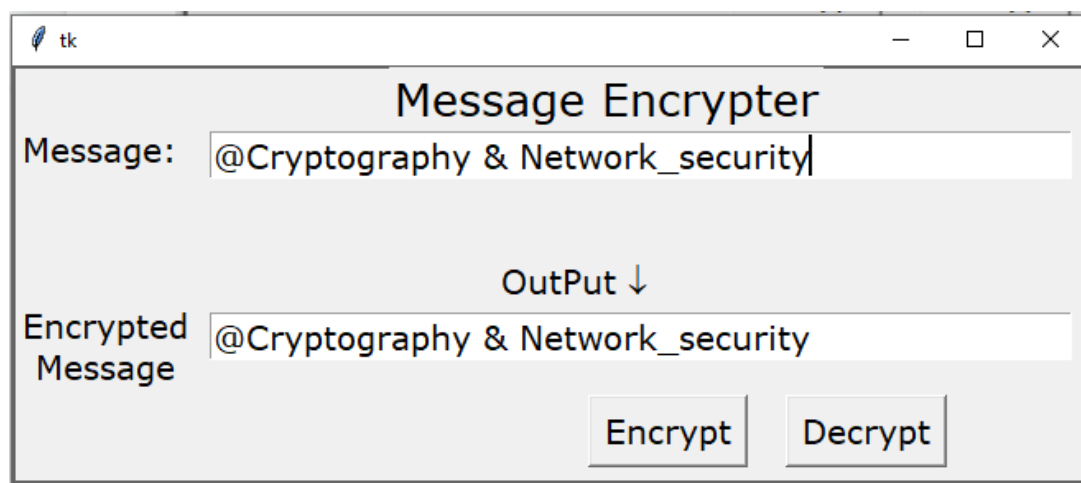 tk
Message Encrypter
Message:
@Cryptography & Network_security
OutPut ↓
Encrypted
Message
@Cryptography & Network_security
Encrypt
Decrypt